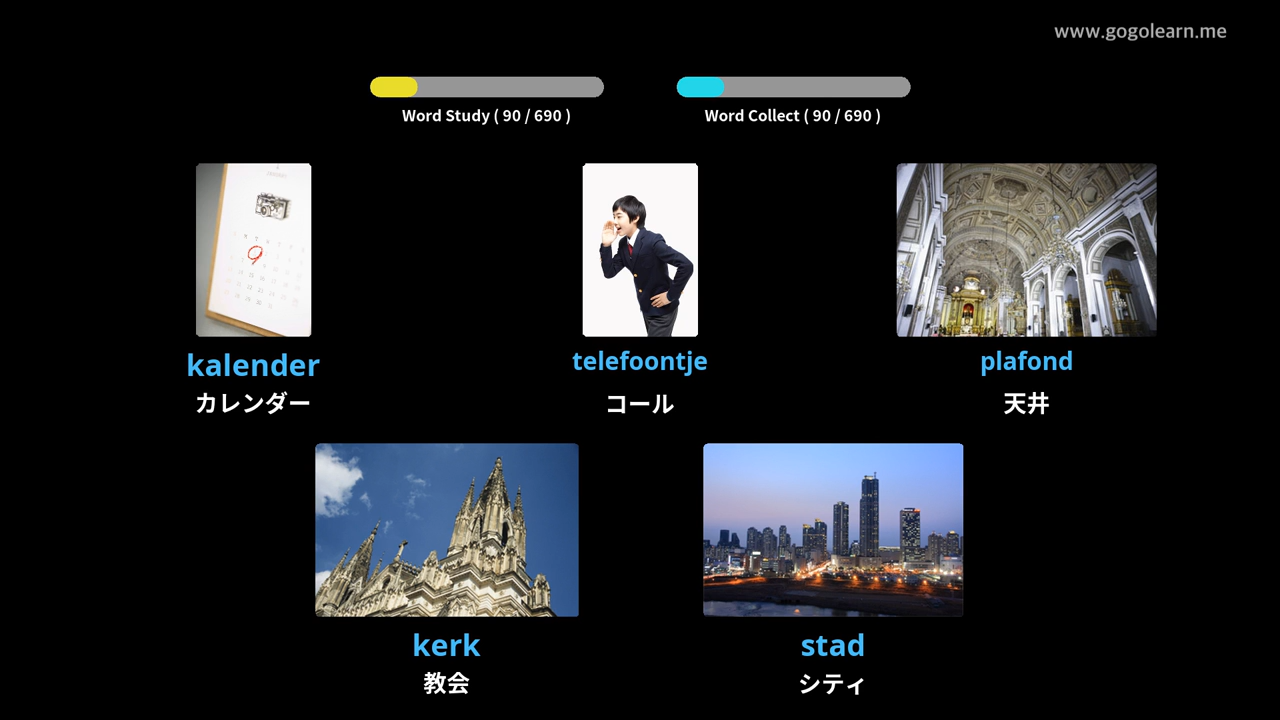 www.gogolearn.me
Word Study ( 90 / 690 )
Word Collect ( 90 / 690 )
kalender
カレンダー
telefoontje
コール
plafond
天井
kerk
教会
stad
シティ